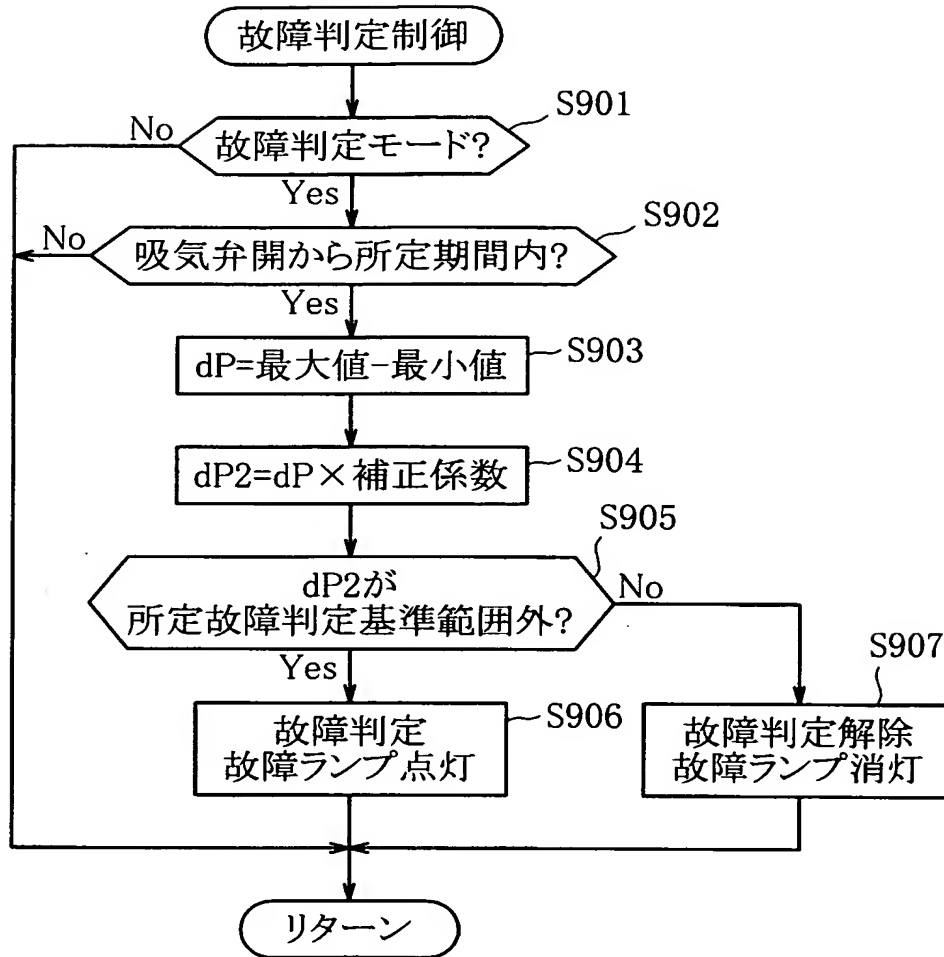 故障判定制御
S901
No
故障判定モード?
Yes
S902
No
吸気弁開から所定期間内?
Yes
S903
dP=最大値-最小値
S904
dP2=dP×補正係数
S905
dP2が
所定故障判定基準範囲外?
No
Yes
S906
故障判定
故障ランプ点灯
S907
故障判定解除
故障ランプ消灯
リターン